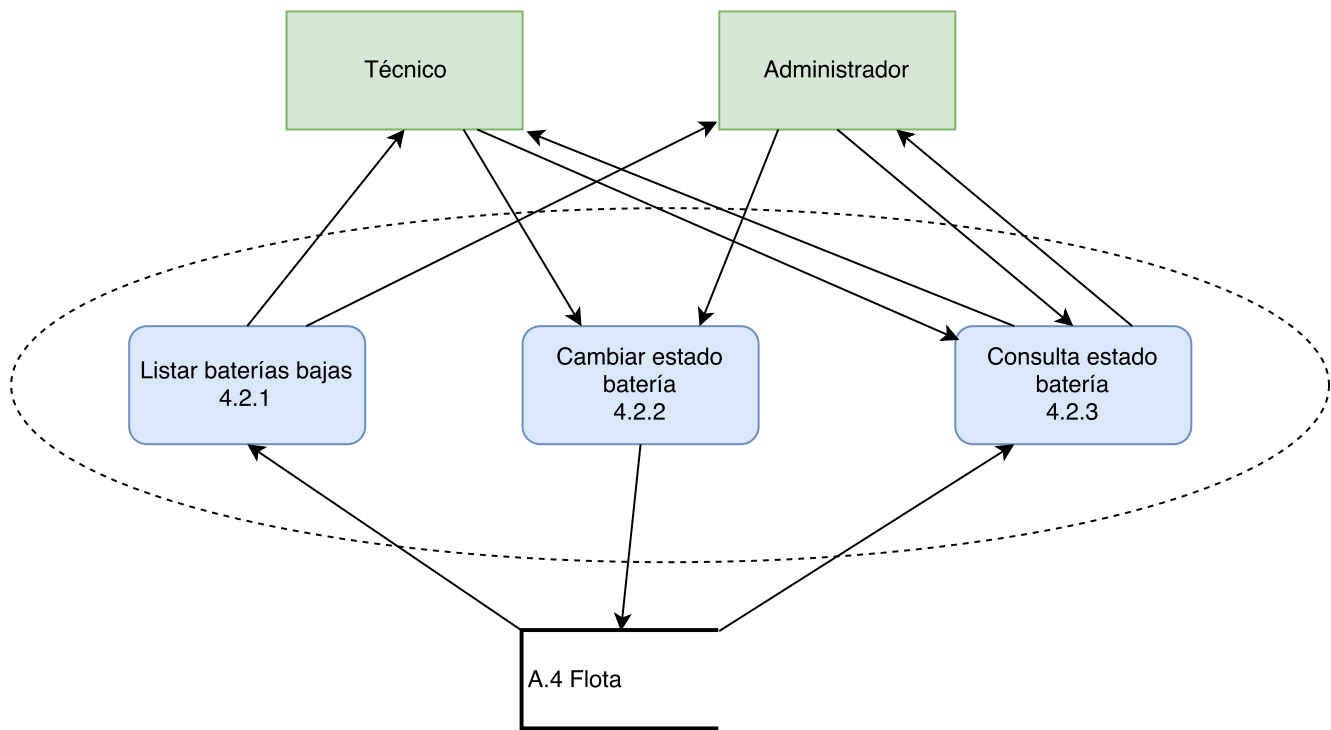 Técnico
Administrador
Listar baterías bajas
4.2.1
Cambiar estado
batería
4.2.2
Consulta estado
batería
4.2.3
A.4 Flota